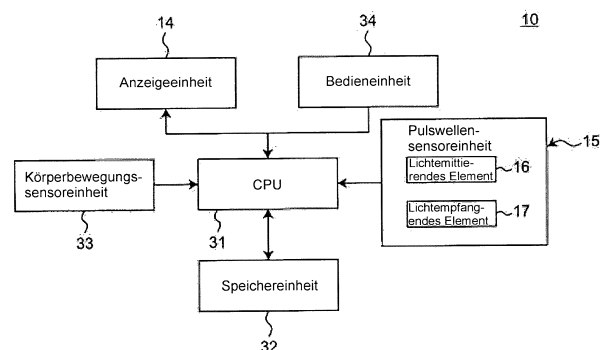 10
14
34
Anzeigeeinheit
Bedieneinheit
Pulswellen-
sensoreinheit
15
Lichtemittie-
rendes Element
16
Lichtempfang-
endes Element
17
Körperbewegungs-
sensoreinheit
33
CPU
31
Speichereinheit
32